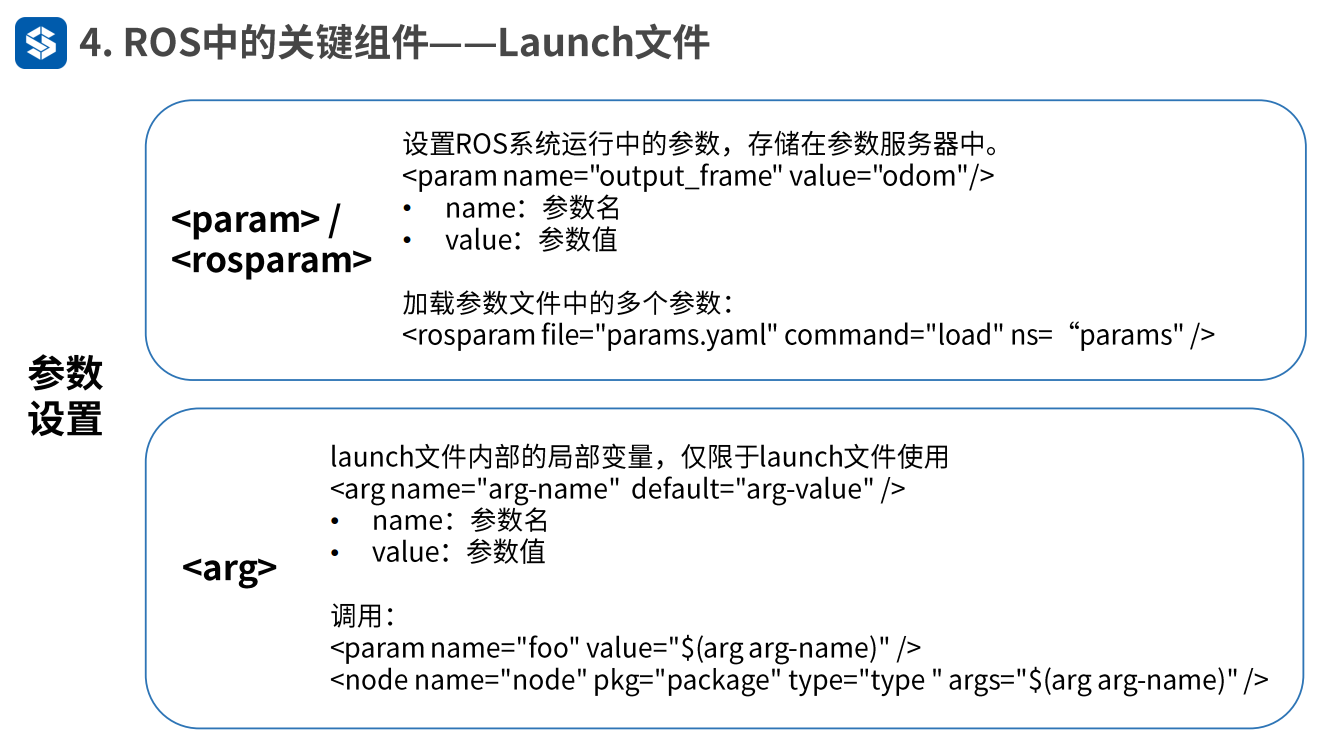 4. ROS中的关键组件——Launch文件
参数
设置
<param> /
<rosparam>
设置ROS系统运行中的参数，存储在参数服务器中。
<param name="output_frame" value="odom"/>
• name：参数名
• value：参数值
加载参数文件中的多个参数：
<rosparam file="params.yaml" command="load" ns=“params" />
<arg>
launch文件内部的局部变量，仅限于launch文件使用
<arg name="arg-name" default="arg-value" />
• name：参数名
• value：参数值
调用：
<param name="foo" value="$(arg arg-name)" />
<node name="node" pkg="package" type="type " args="$(arg arg-name)" />